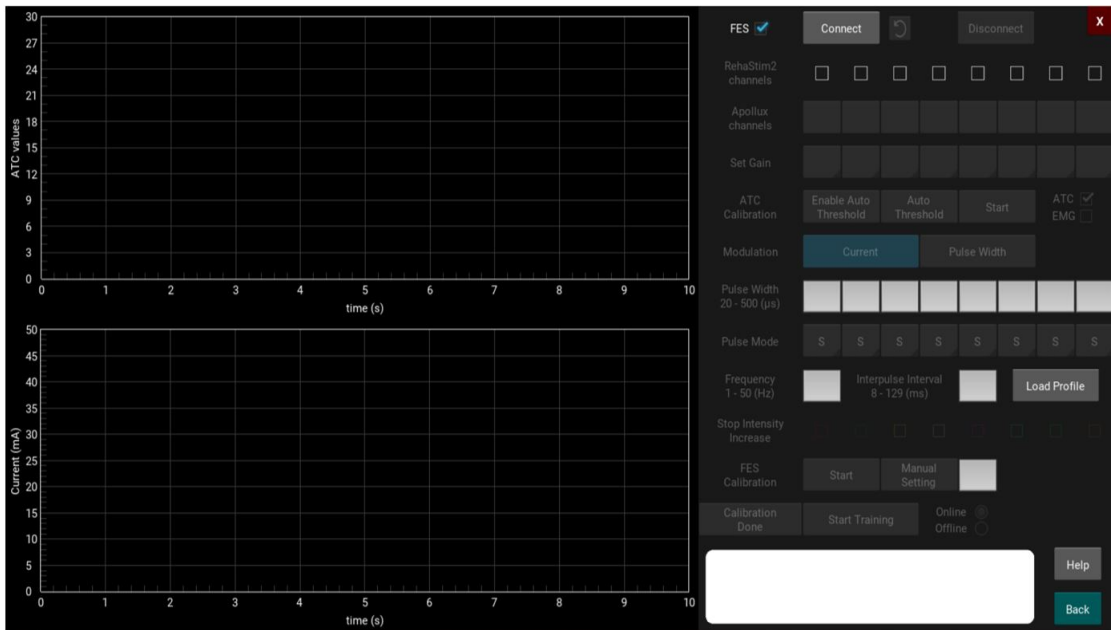 30
27
24
21
18
15
12
9
6
3
0
ATC values
0 1 2 3 4 5 6 7 8 9 10
time (s)
50
45
40
35
30
25
20
15
10
5
0
Current (mA)
0 1 2 3 4 5 6 7 8 9 10
time (s)
FES Connect Disconnect X
RehaStim2
channels
Apollux
channels
Set Gain
ATC
Calibration
Enable Auto
Threshold
Auto
Threshold
Start
ATC
EMG
Modulation Current Pulse Width
Pulse Width
20 - 500 (µs)
Pulse Mode S S S S S S S S
Frequency
1 - 50 (Hz)
Interpulse Interval
8 - 129 (ms)
Load Profile
Stop Intensity
Increase
FES
Calibration
Start
Manual
Setting
Calibration
Done
Start Training
Online
Offline
Help
Back